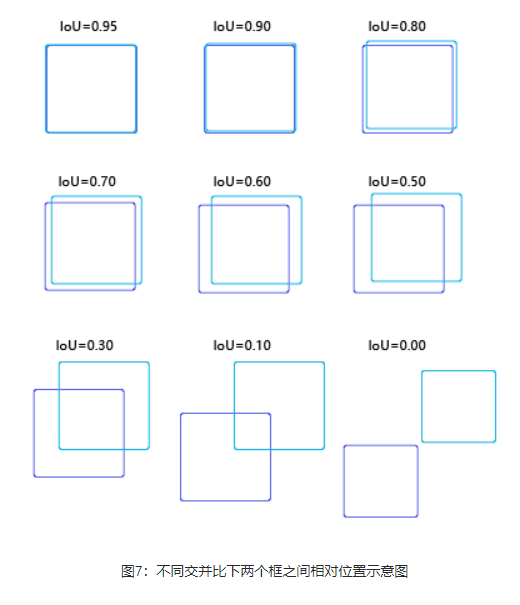 IoU=0.95 IoU=0.90 IoU=0.80
IoU=0.70 IoU=0.60 IoU=0.50
IoU=0.30 IoU=0.10 IoU=0.00
图7：不同交并比下两个框之间相对位置示意图